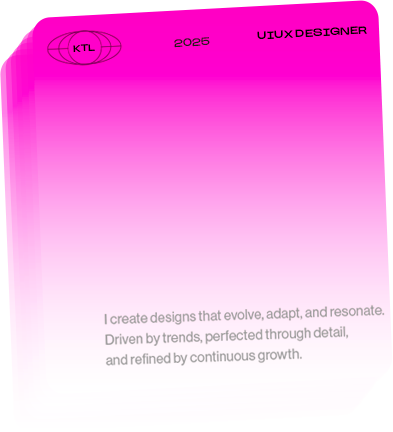 KTL
2025
UIUX DESIGNER
I create designs that evolve, adapt, and resonate.
Driven by trends, perfected through detail,
and refined by continuous growth.